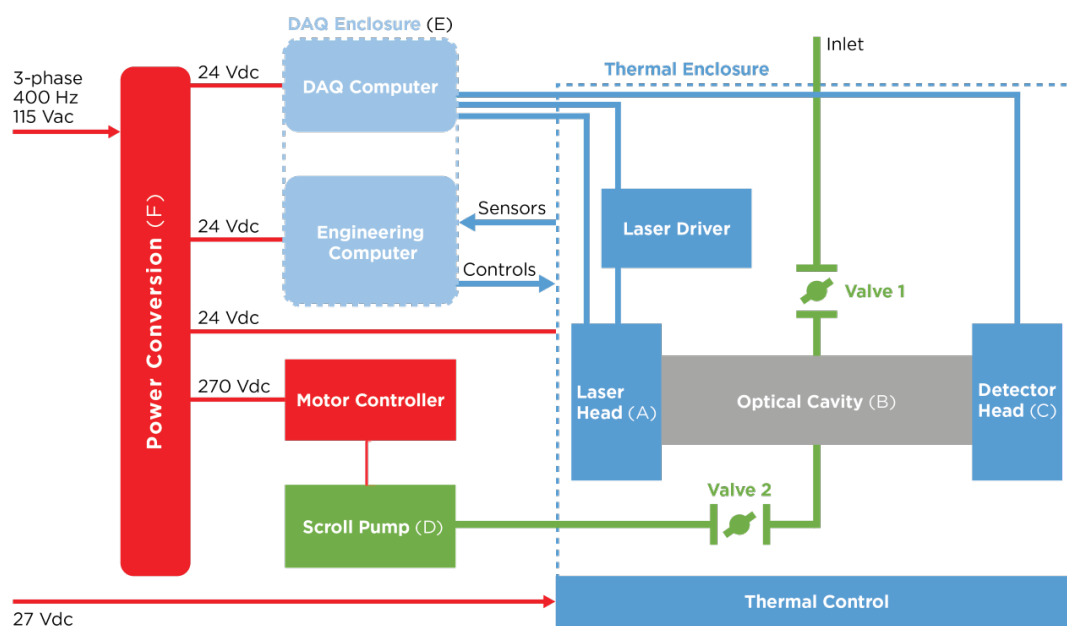 DAQ Enclosure (E)
Inlet
3-phase
400 Hz
115 Vac
24 Vdc
DAQ Computer
Thermal Enclosure
Power Conversion (F)
24 Vdc
Engineering
Computer
Sensors
Controls
Laser Driver
Valve 1
24 Vdc
270 Vdc
Motor Controller
Laser
Head (A)
Optical Cavity (B)
Detector
Head (C)
Valve 2
Scroll Pump (D)
27 Vdc
Thermal Control